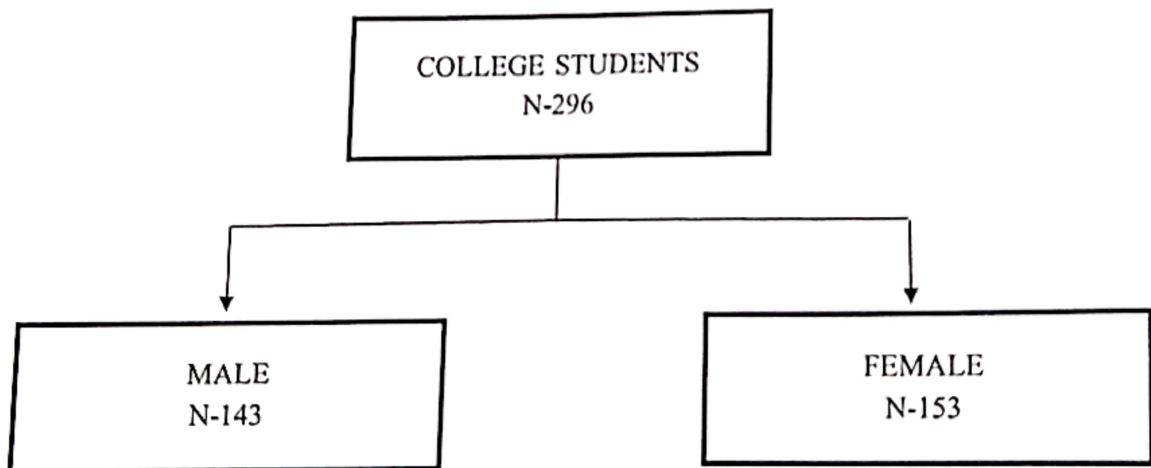 COLLEGE STUDENTS
N-296
MALE
N-143
FEMALE
N-153